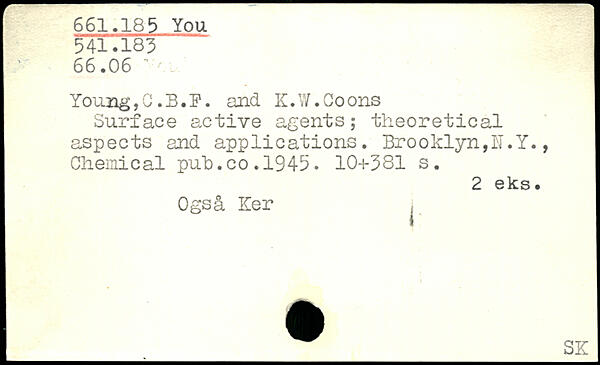 661.185 You
541.183
66.06
Young,C.B.F. and K.W.Coons
Surface active agents; theoretical
aspects and applications. Brooklyn,N.Y.,
Chemical pub.co.1945. 10+381 s.
2 eks.
Også Ker
SK